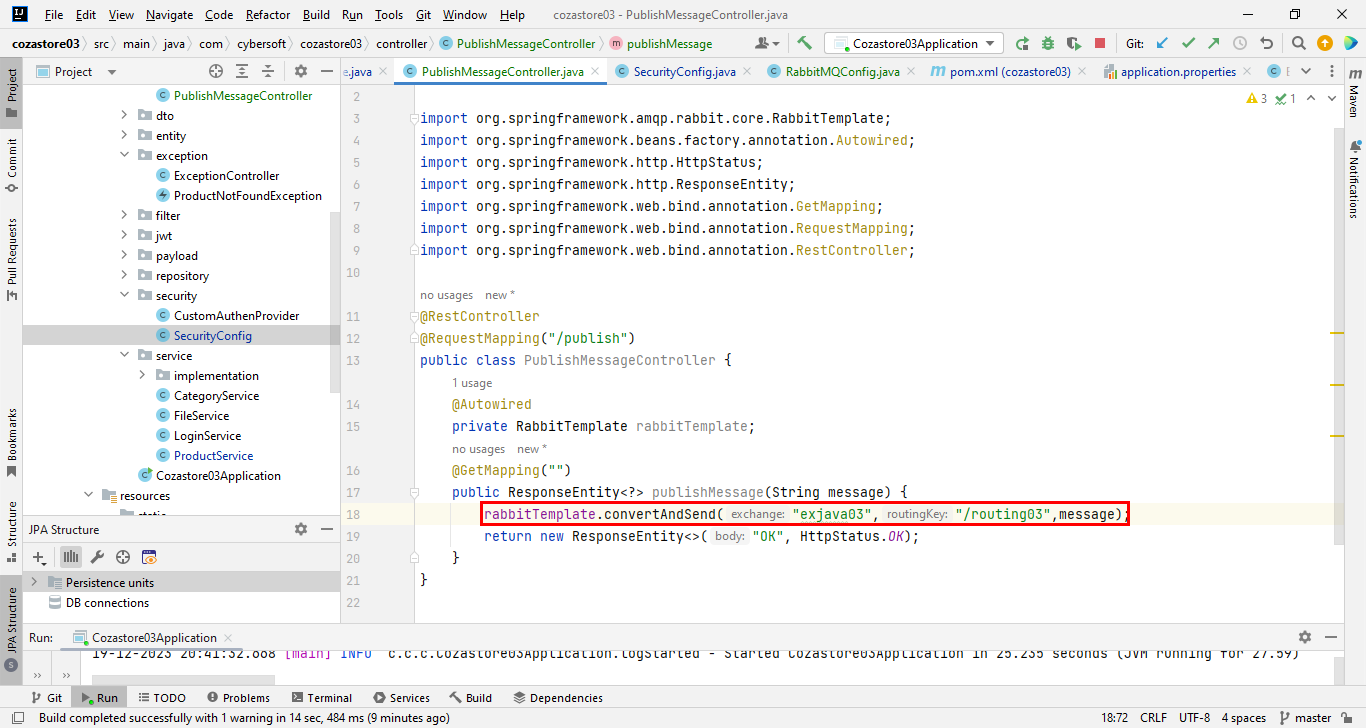 File Edit View Navigate Code Refactor Build Run Tools Git Window Help cozastore03 - PublishMessageController.java
cozastore03 src main java com cybersoft cozastore03 controller PublishMessageController publishMessage Cozastore03Application Git:
Project
e.java PublishMessageController.java SecurityConfig.java RabbitMQConfig.java pom.xml (cozastore03) application.properties
Project
Commit
Pull Requests
Bookmarks
Structure
JPA Structure
PublishMessageController
dto
entity
exception
ExceptionController
ProductNotFoundException
filter
jwt
payload
repository
security
CustomAuthenProvider
SecurityConfig
service
implementation
CategoryService
FileService
LoginService
ProductService
Cozastore03Application
resources
static
JPA Structure
Persistence units
DB connections
3 1
2
3 import org.springframework.amqp.rabbit.core.RabbitTemplate;
4 import org.springframework.beans.factory.annotation.Autowired;
5 import org.springframework.http.HttpStatus;
6 import org.springframework.http.ResponseEntity;
7 import org.springframework.web.bind.annotation.GetMapping;
8 import org.springframework.web.bind.annotation.RequestMapping;
9 import org.springframework.web.bind.annotation.RestController;
10
no usages new *
11 @RestController
12 @RequestMapping("/publish")
13 public class PublishMessageController {
1 usage
14 @Autowired
15 private RabbitTemplate rabbitTemplate;
no usages new *
16 @GetMapping("")
17 public ResponseEntity<?> publishMessage(String message) {
18 rabbitTemplate.convertAndSend( exchange: "exjava03", routingKey: "/routing03",message);
19 return new ResponseEntity<>( body: "OK", HttpStatus.OK);
20 }
21 }
22
Maven
Notifications
Run: Cozastore03Application
19-12-2023 20:41:32.668 [main] INFO c.c.c.Cozastore03Application.logStarted - Started Cozastore03Application in 25.235 seconds (JVM running for 27.59)
Git Run TODO Problems Terminal Services Build Dependencies
Build completed successfully with 1 warning in 14 sec, 484 ms (9 minutes ago) 18:72 CRLF UTF-8 4 spaces master